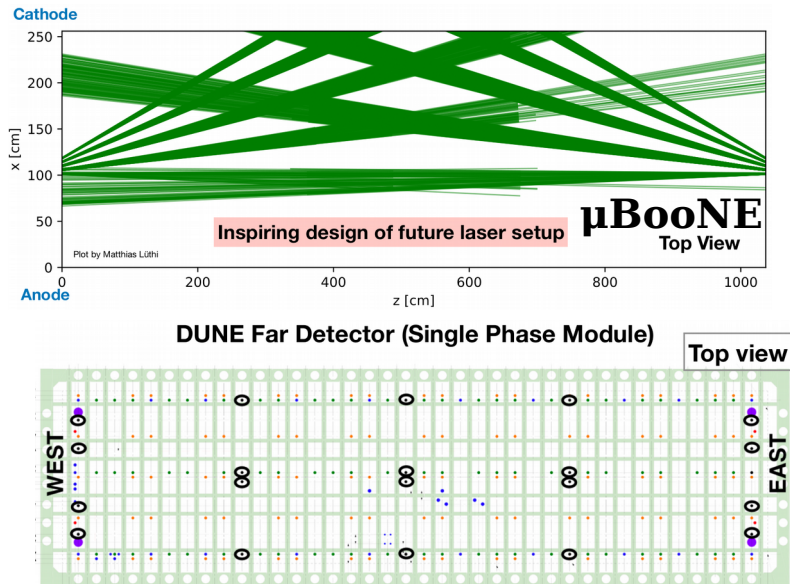 Cathode
250
200
150
100
50
0
x [cm]
Inspiring design of future laser setup
µBooNE
Top View
Plot by Matthias Lüthi
0
200
400
600
800
1000
z [cm]
Anode
DUNE Far Detector (Single Phase Module)
Top view
WEST
EAST